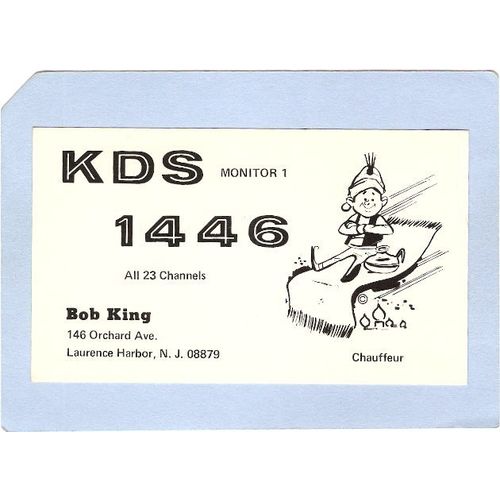 KDS MONITOR 1
1446
All 23 Channels
Bob King
146 Orchard Ave.
Laurence Harbor, N. J. 08879
©
Chauffeur